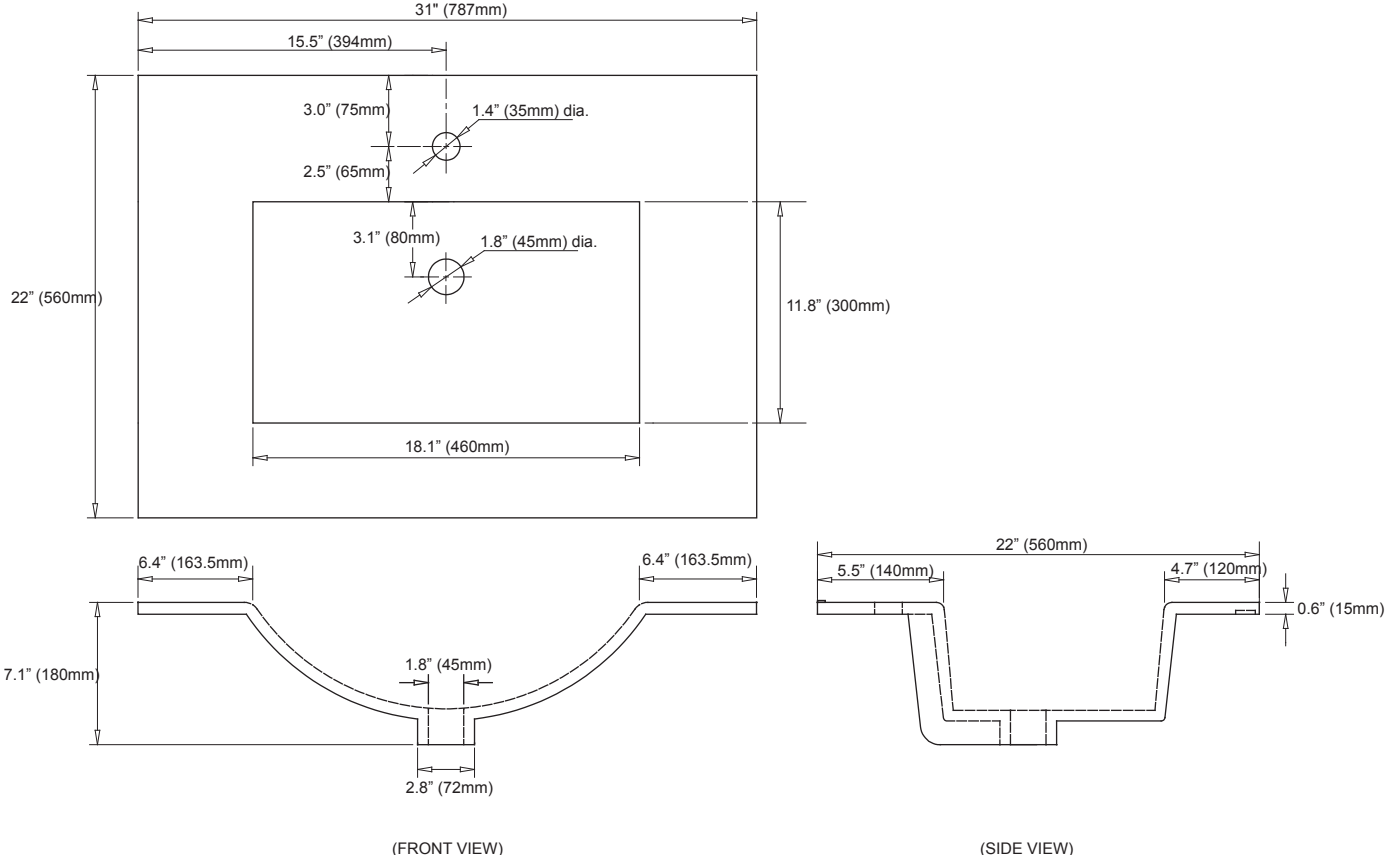 31" (787mm)
15.5” (394mm)
3.0” (75mm)
1.4” (35mm) dia.
2.5” (65mm)
3.1” (80mm)
1.8” (45mm) dia.
22” (560mm)
11.8” (300mm)
18.1” (460mm)
6.4” (163.5mm)
6.4” (163.5mm)
7.1” (180mm)
1.8” (45mm)
2.8” (72mm)
(FRONT VIEW)
22” (560mm)
5.5” (140mm)
4.7” (120mm)
0.6” (15mm)
(SIDE VIEW)